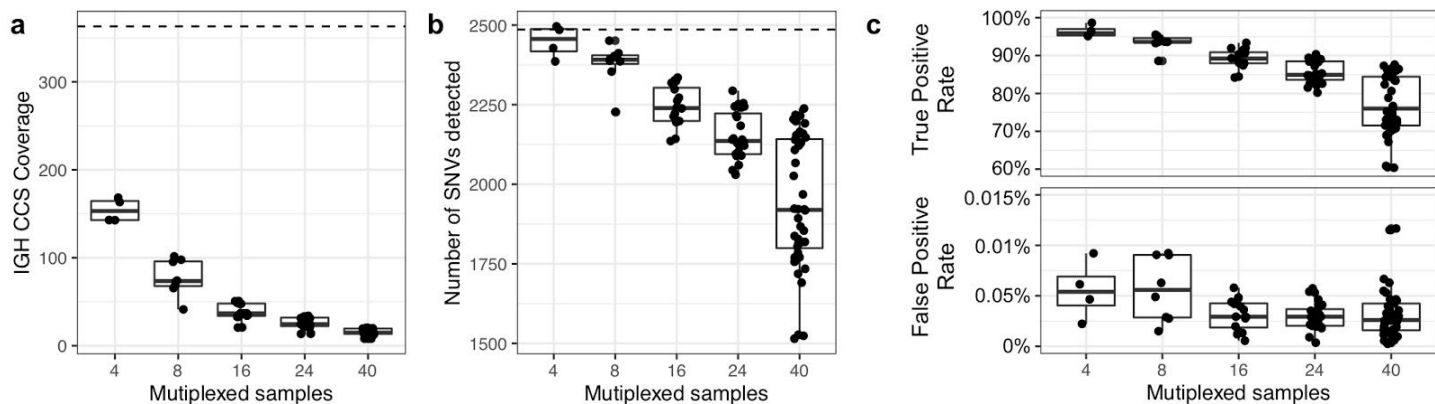 a
IGH CCS Coverage
300
200
100
0
4 8 16 24 40
Mutiplexed samples
b
Number of SNVs detected
2500
2250
2000
1750
1500
4 8 16 24 40
Mutiplexed samples
c
True Positive
Rate
100%
90%
80%
70%
60%
False Positive
Rate
0.015%
0.01%
0.05%
0%
4 8 16 24 40
Mutiplexed samples